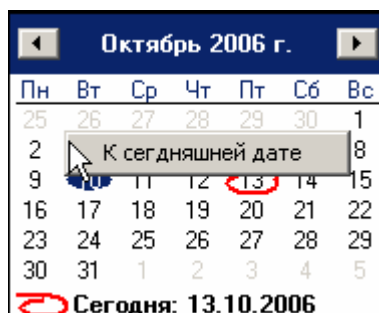 Октябрь 2006 г.
Пн Вт Ср Чт Пт Сб Вс
25 26 27 28 29 30 1
2 К сегдняшней дате 8
9 10 11 12 13 14 15
16 17 18 19 20 21 22
23 24 25 26 27 28 29
30 31 1 2 3 4 5
Сегодня: 13.10.2006